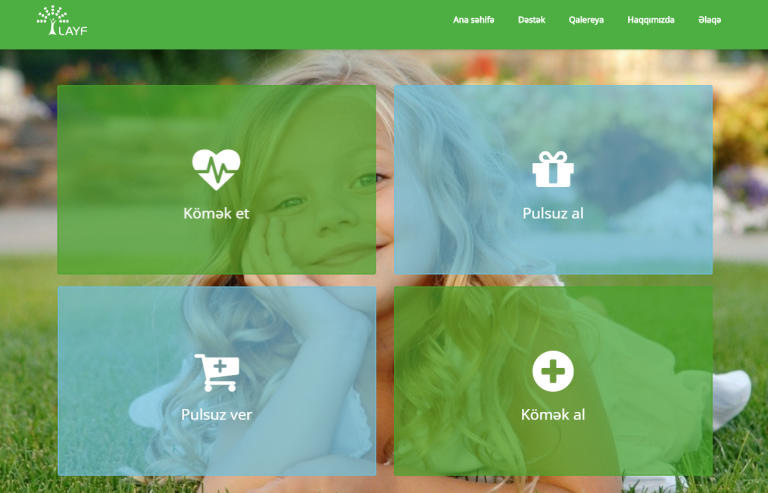 LAYF
Ana səhifə
Dəstək
Qalereya
Haqqımızda
Əlaqə
Kömək et
Pulsuz al
Pulsuz ver
Kömək al